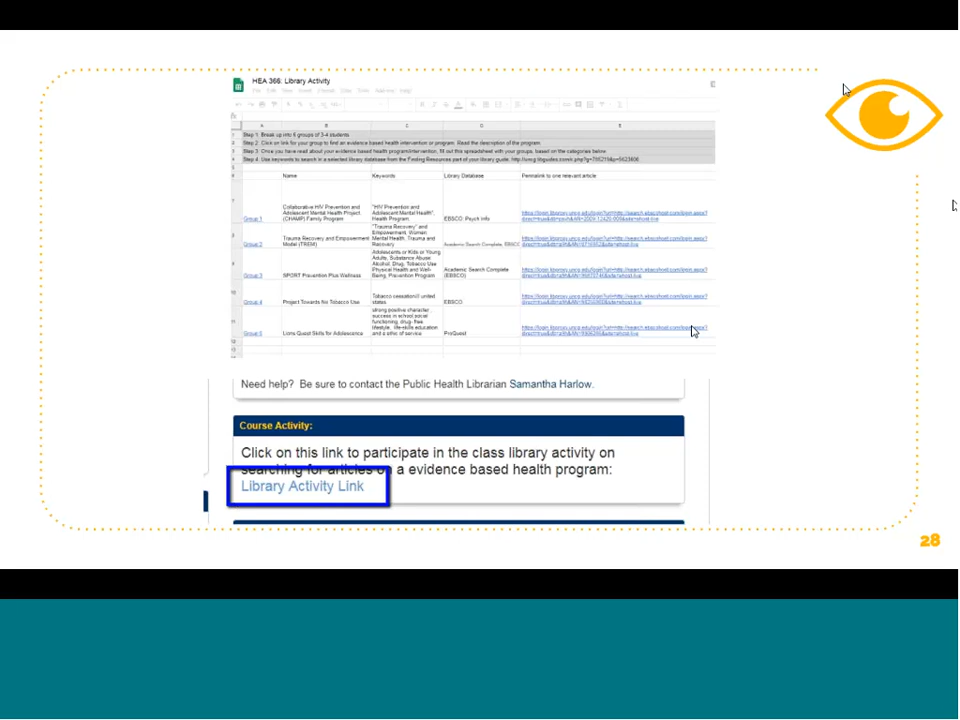 HEA 366: Library Activity
A B C D E
Step 1: Break up into 6 groups of 3-4 students
Step 2: Click on link for your group to find an evidence based health intervention or program. Read the description of the program.
Step 3: Once you have read about your evidence based health program/intervention, fill out this spreadsheet with your groups, based on the categories below.
Step 4: Use keywords to search in a selected library database from the Finding Resources part of your library guide:
Name Keywords Library Database Permalink to one relevant article
Collaborative HIV Prevention and
Adolescent Mental Health Project
(CHAMP) Family Program
"HIV Prevention and
Adolescent Mental Health",
Health Program
Group 1
EBSCO: Psych Info
Trauma Recovery and Empowerment
Model (TREM)
"Trauma Recovery" and
Empowerment, Women
Mental Health, Trauma and
Recovery
Group 2
Academic Search Complete, EBSCO
Group 3
SPORT Prevention Plus Wellness
Adolescents or Kids or Young
Adults, Substance Abuse
Alcohol, Drug, Tobacco Use
Physical Health and Well-
Being, Prevention Program
Academic Search Complete
(EBSCO)
Group 4
Project Towards No Tobacco Use
Tobacco cessation// united
states
EBSCO
Group 5
Lions Quest Skills for Adolescence
strong positive character ,
success in school,social
functioning, drug- free
lifestyle, life-skills education
and a ethic of service
ProQuest
Need help? Be sure to contact the Public Health Librarian Samantha Harlow.
Course Activity:
Click on this link to participate in the class library activity on
searching for articles on a evidence based health program:
Library Activity Link
28